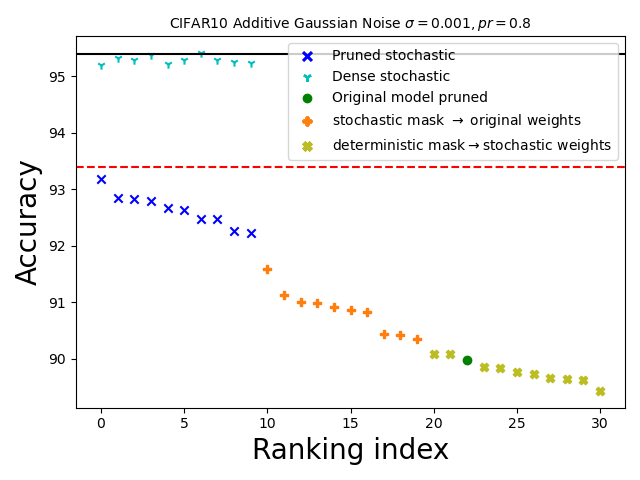 CIFAR10 Additive Gaussian Noise σ = 0.001, pr = 0.8
Pruned stochastic
Dense stochastic
Original model pruned
stochastic mask → original weights
deterministic mask→stochastic weights
Accuracy
95
94
93
92
91
90
0 5 10 15 20 25 30
Ranking index